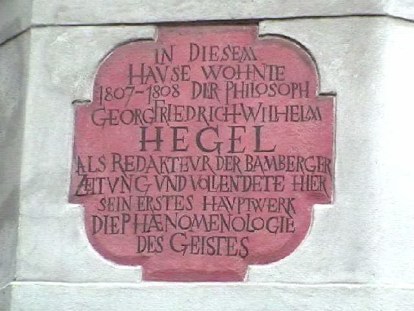 IN DIESEM
HAVSE WOHNTE
1807-1808 DER PHILOSOPH
GEORG FRIEDRICH WILHELM
HEGEL
ALS REDAKTEVR DER BAMBERGER
ZEITVNG VND VOLLENDETE HIER
SEIN ERSTES HAVPTWERK
DIE PHÆNOMENOLOGIE
DES GEISTES